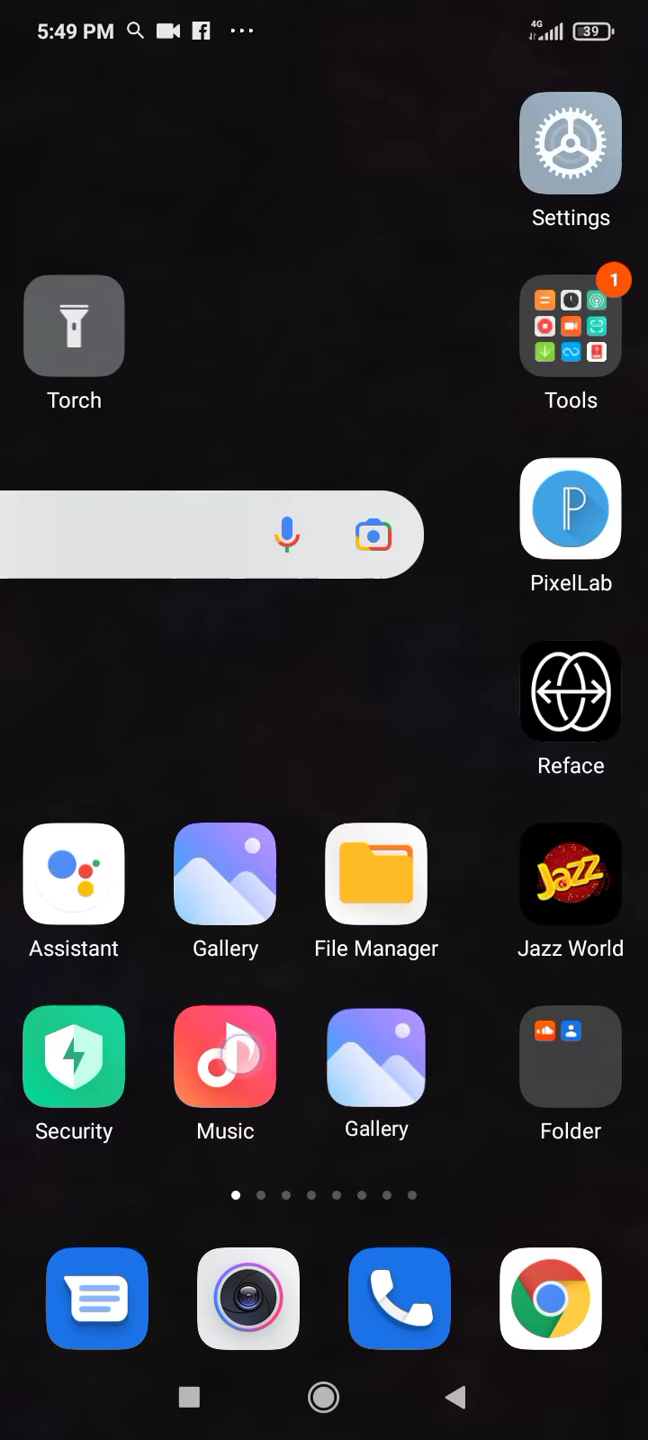 5:49 PM
4G
39
Settings
1
Torch
Tools
PixelLab
Reface
Jazz
Assistant
Gallery
File Manager
Jazz World
Security
Music
Gallery
Folder